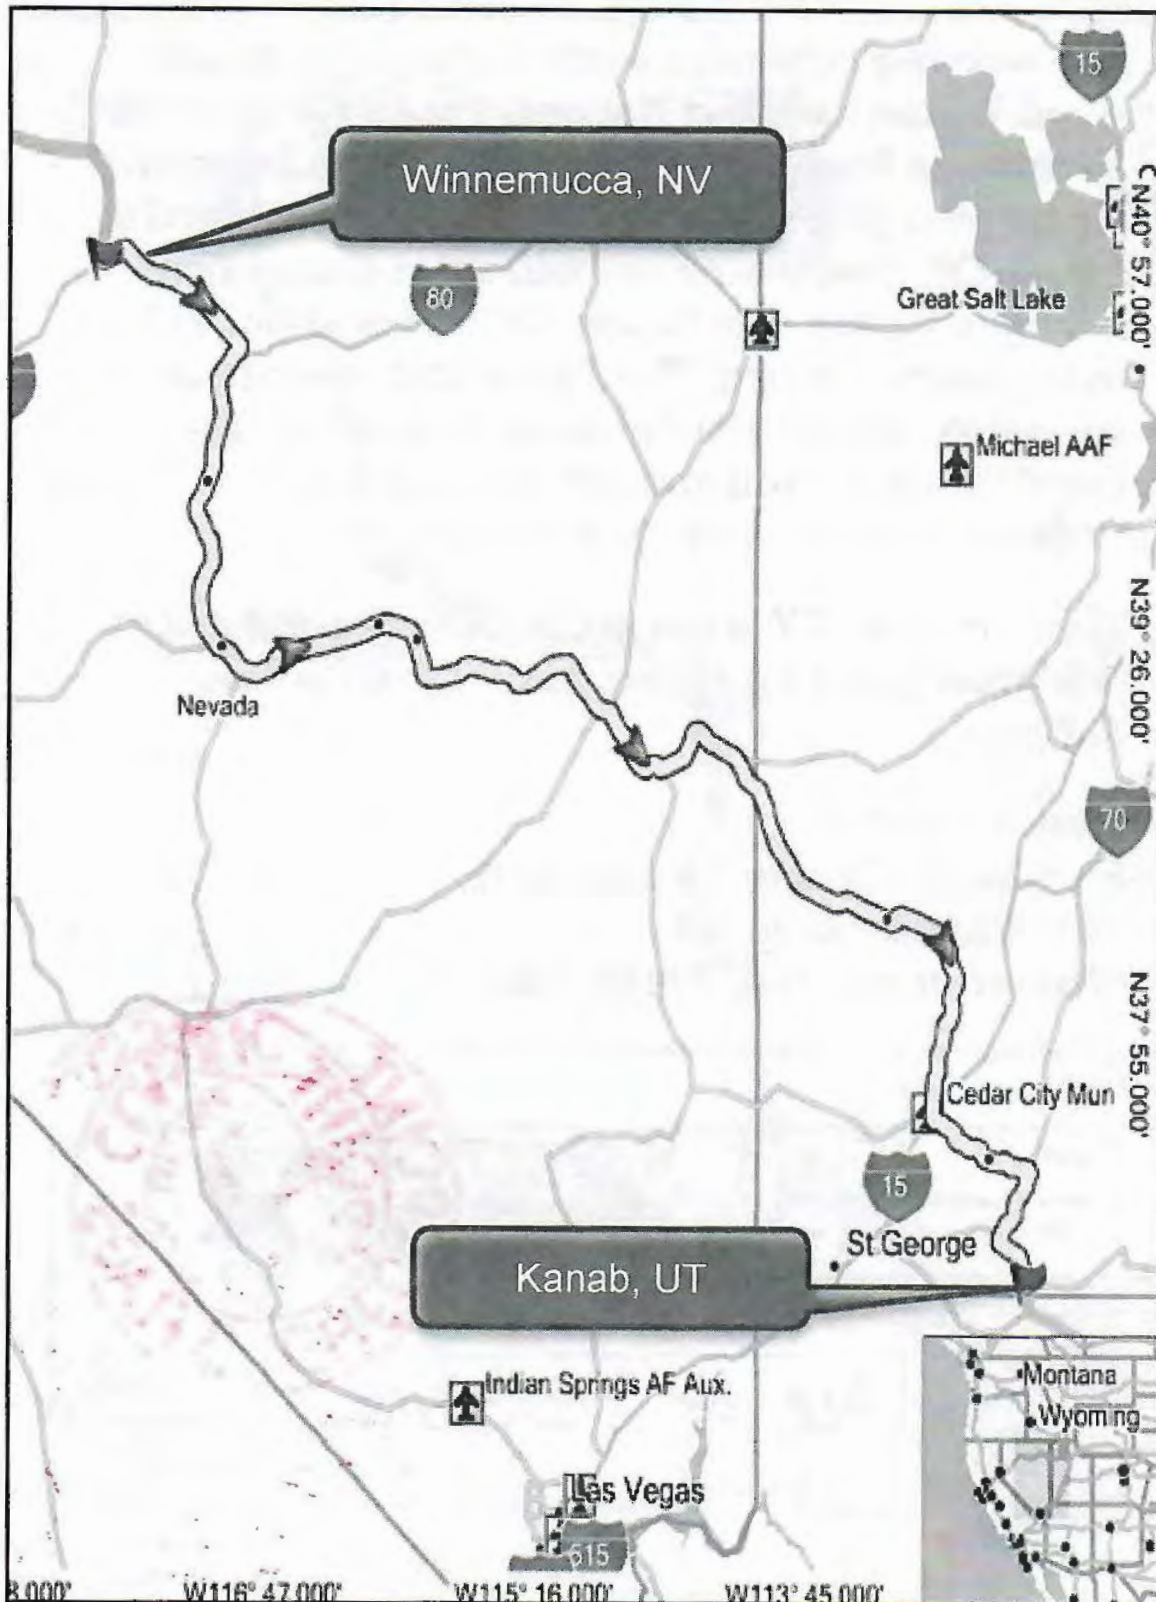 15
Winnemucca, NV
N40° 57.000'
80
Great Salt Lake
Michael AAF
N39° 26.000'
Nevada
70
N37° 55.000'
Cedar City Mun
15
St George
Kanab, UT
Indian Springs AF Aux.
Montana
Wyoming
Las Vegas
515
8.000'
W116° 47.000'
W115° 16.000'
W113° 45.000'